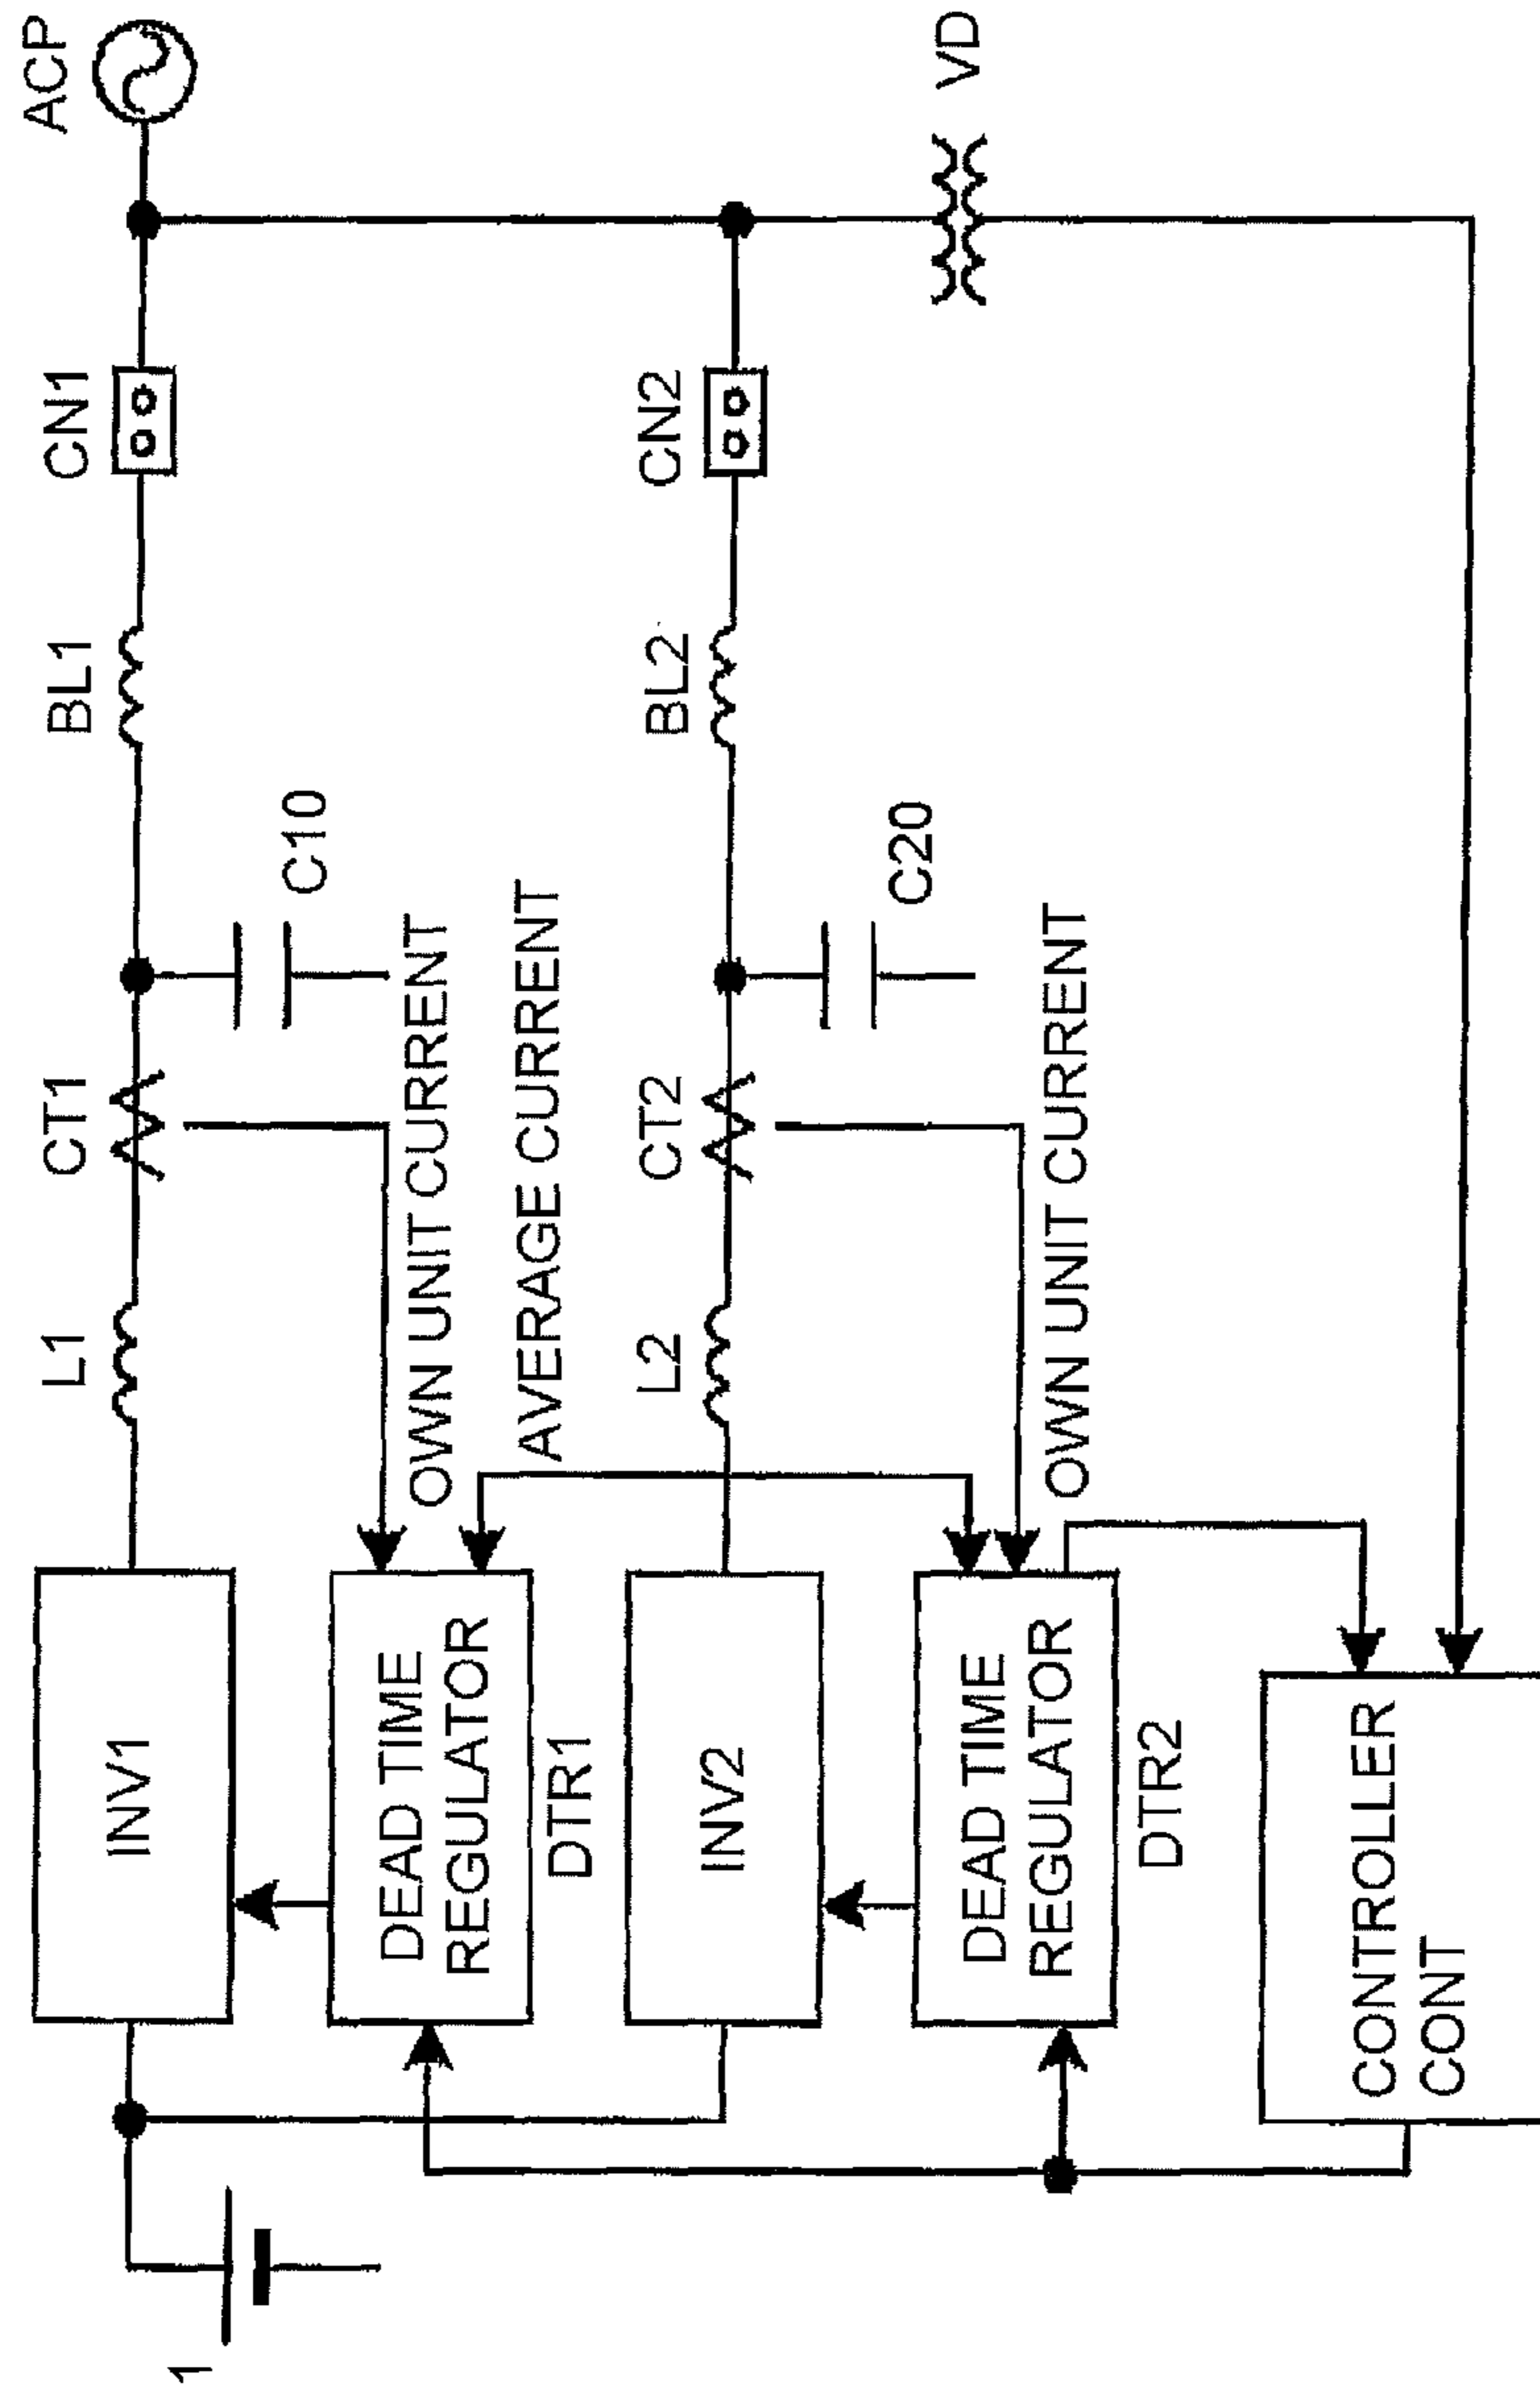 ACP
CN1
BL1
C10
CT1
L1
OWN UNIT CURRENT
AVERAGE CURRENT
INV1
DEAD TIME
REGULATOR
DTR1
1
CN2
BL2
C20
CT2
L2
OWN UNIT CURRENT
INV2
DEAD TIME
REGULATOR
DTR2
VD
CONTROLLER
CONT